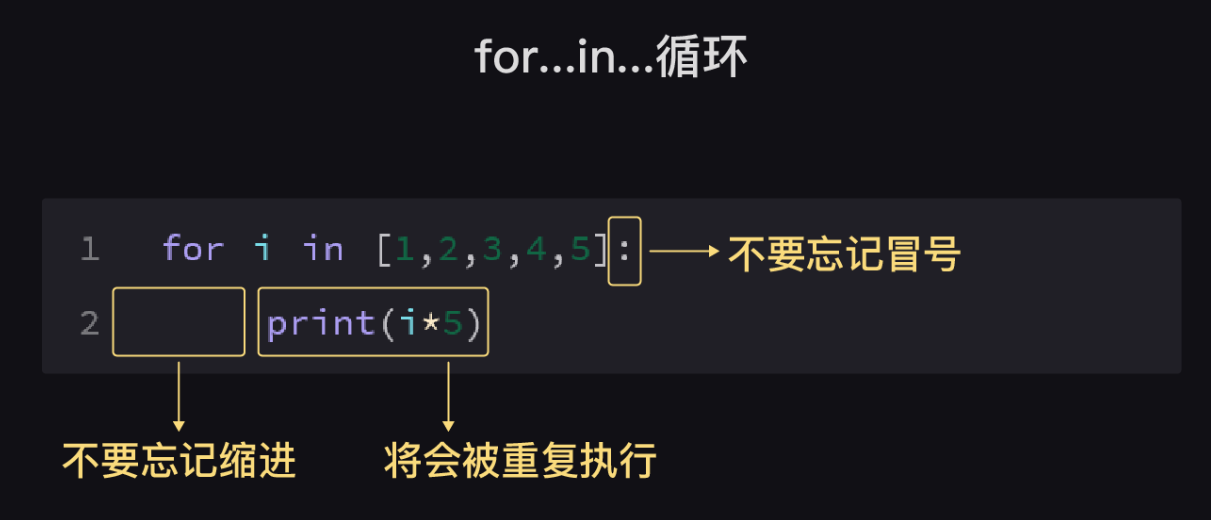 for...in...循环
1 for i in [1,2,3,4,5]: 不要忘记冒号
2 print(i*5)
不要忘记缩进 将会被重复执行